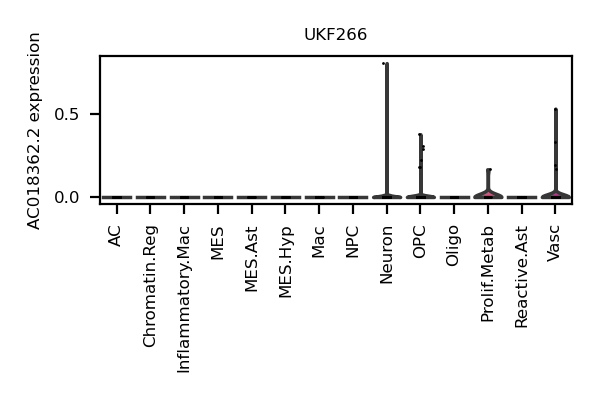 UKF266
AC018362.2 expression
0.5
0.0
AC
Chromatin.Reg
Inflammatory.Mac
MES
MES.Ast
MES.Hyp
Mac
NPC
Neuron
OPC
Oligo
Prolif.Metab
Reactive.Ast
Vasc